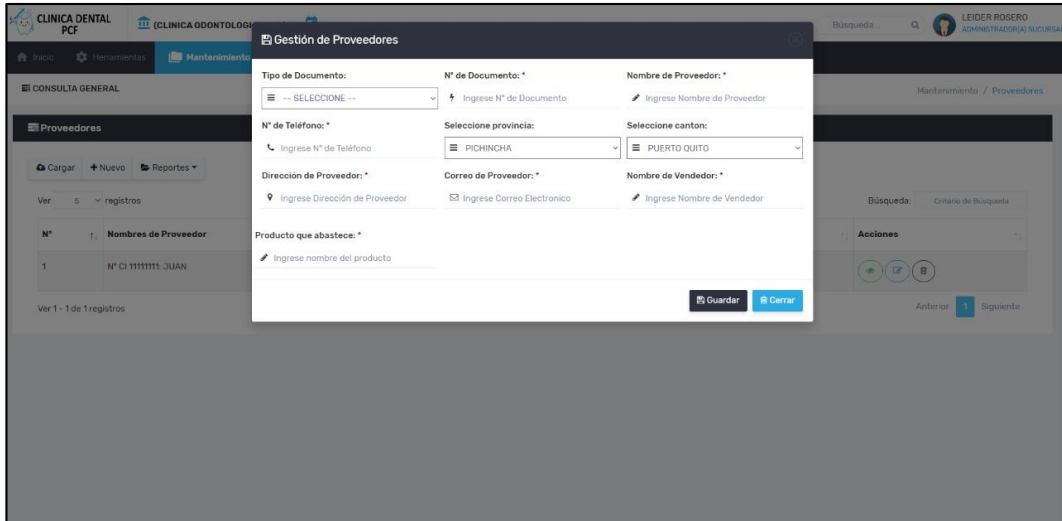 CLINICA DENTAL
PCF
(CLINICA ODONTOLOGI
Búsqueda...
LEIDER ROSERO
ADMINISTRADOR(A) SUCURSAL
Inicio Herramientas Mantenimiento
Gestión de Proveedores
CONSULTA GENERAL
Mantenimiento / Proveedores
Tipo de Documento: N° de Documento: * Nombre de Proveedor: *
-- SELECCIONE -- Ingrese N° de Documento Ingrese Nombre de Proveedor
Proveedores
N° de Teléfono: * Seleccione provincia: Seleccione canton:
Ingrese N° de Teléfono PICHINCHA PUERTO QUITO
Cargar Nuevo Reportes
Dirección de Proveedor: * Correo de Proveedor: * Nombre de Vendedor: *
Ingrese Dirección de Proveedor Ingrese Correo Electronico Ingrese Nombre de Vendedor
Ver 5 registros
Búsqueda: Criterio de Búsqueda
N° Nombres de Proveedor Acciones
Producto que abastece: *
Ingrese nombre del producto
1 N° CI 11111111: JUAN
Guardar Cerrar
Ver 1 - 1 de 1 registros
Anterior 1 Siguiente